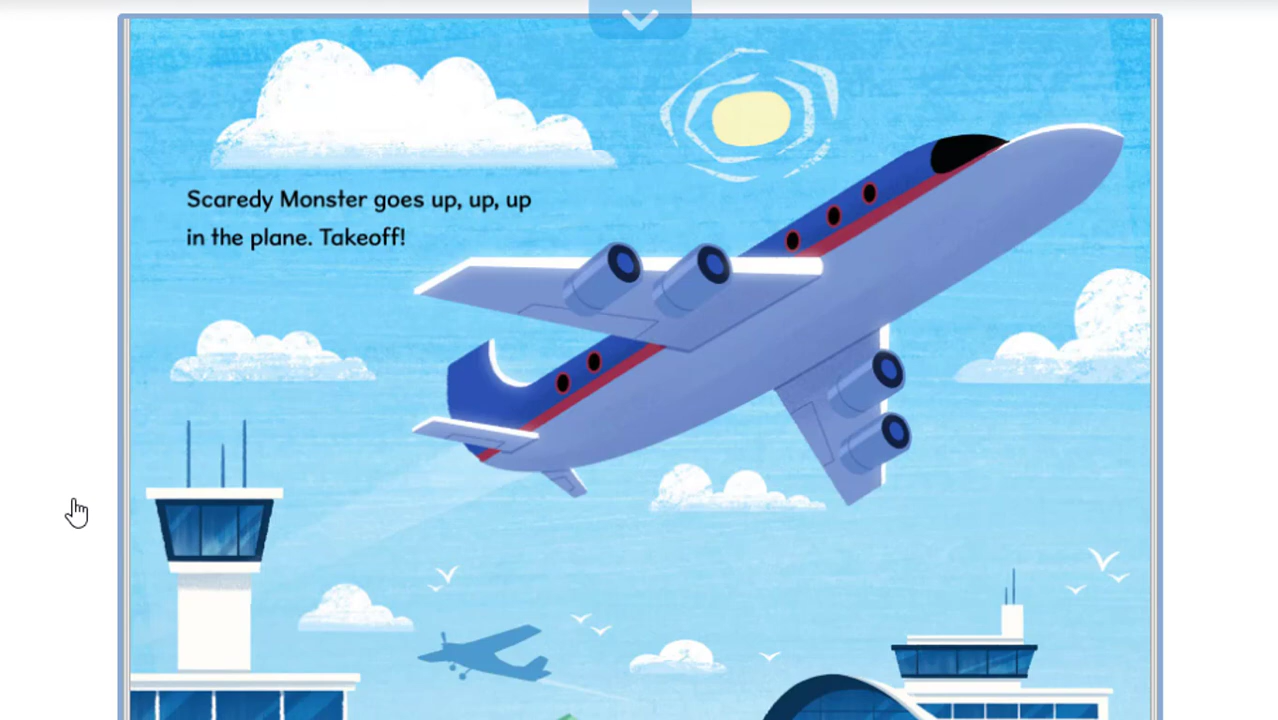 Scaredy Monster goes up, up, up
in the plane. Takeoff!